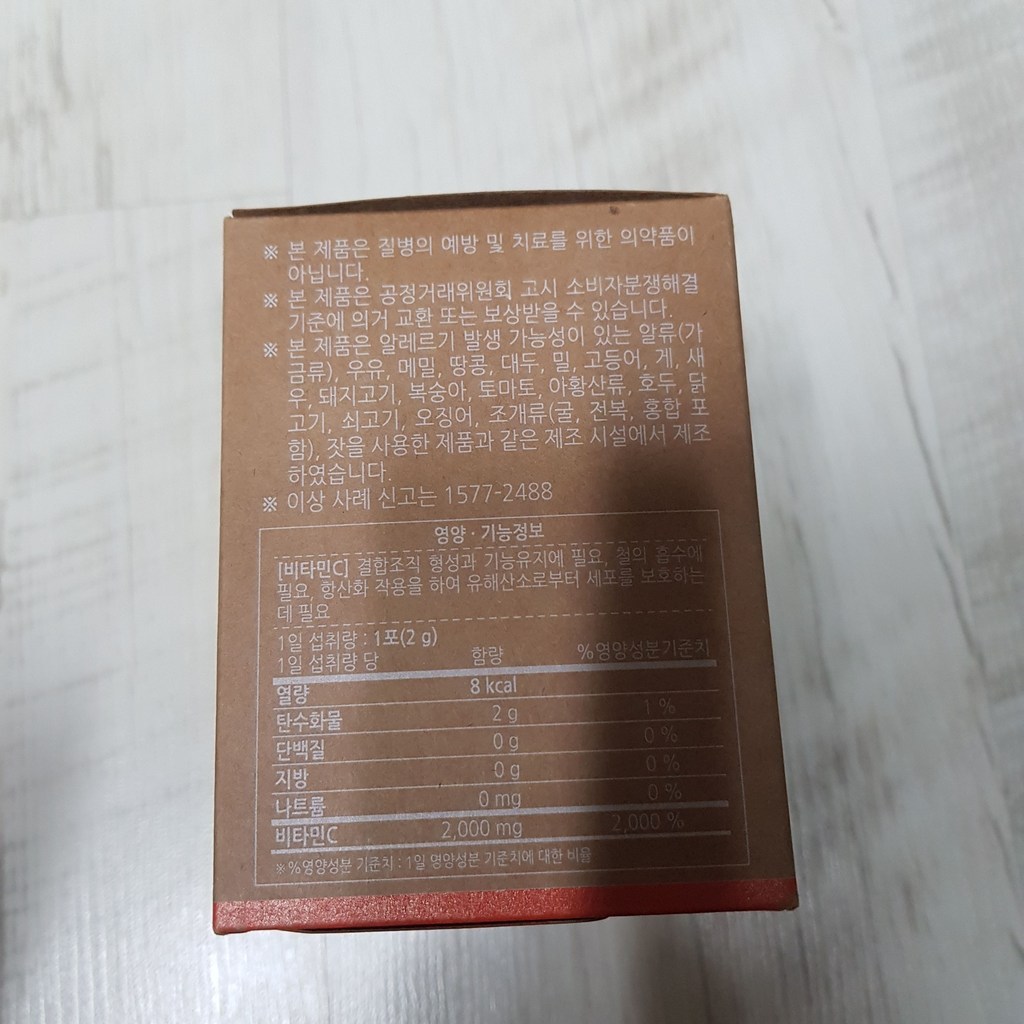 ※ 본 제품은 질병의 예방 및 치료를 위한 의약품이
아닙니다.
※ 본 제품은 공정거래위원회 고시 소비자분쟁해결
기준에 의거 교환 또는 보상받을 수 있습니다.
※ 본 제품은 알레르기 발생 가능성이 있는 알류(가
금류), 우유, 메밀, 땅콩, 대두, 밀, 고등어, 게, 새
우, 돼지고기, 복숭아, 토마토, 아황산류, 호두, 닭
고기, 쇠고기, 오징어, 조개류(굴, 전복, 홍합 포
함), 잣을 사용한 제품과 같은 제조 시설에서 제조
하였습니다.
※ 이상 사례 신고는 1577-2488
영양 · 기능정보
[비타민C] 결합조직 형성과 기능유지에 필요, 철의 흡수에
필요, 항산화 작용을 하여 유해산소로부터 세포를 보호하는
데 필요
1일 섭취량 : 1포(2 g)
1일 섭취량 당 함량 %영양성분기준치
열량 8 kcal
탄수화물 2 g 1 %
단백질 0 g 0 %
지방 0 g 0 %
나트륨 0 mg 0 %
비타민C 2,000 mg 2,000 %
※%영양성분 기준치 : 1일 영양성분 기준치에 대한 비율